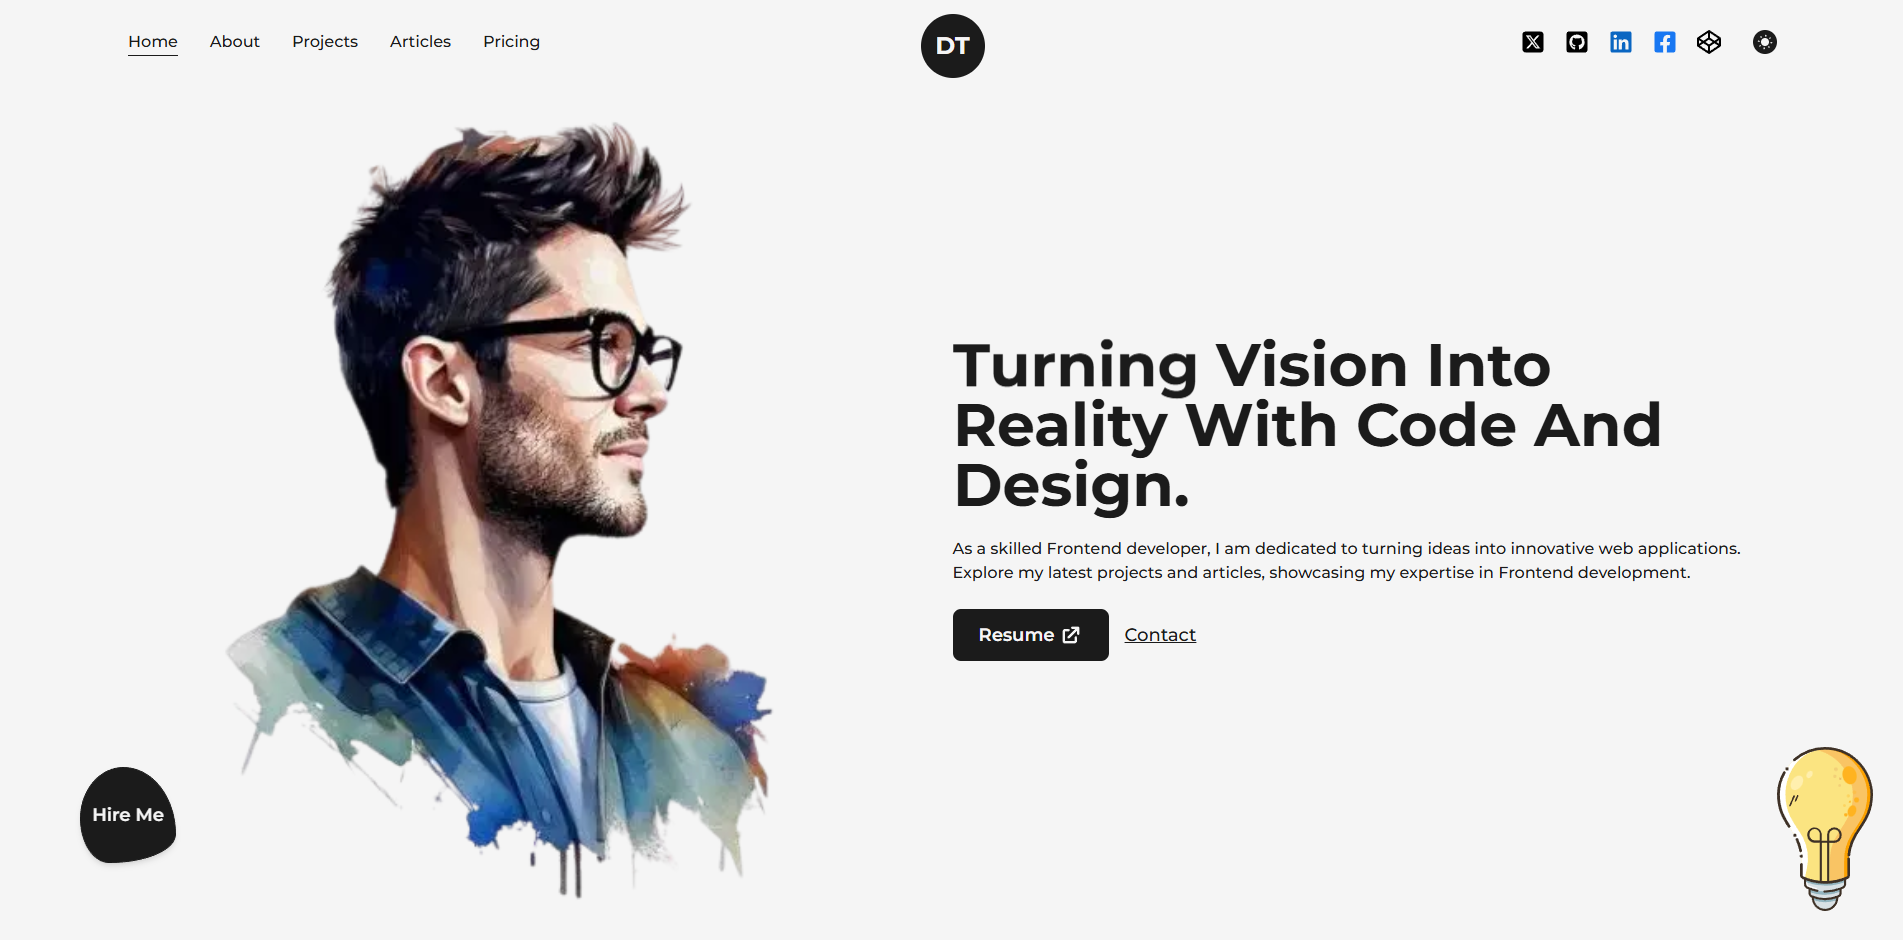 Home About Projects Articles Pricing
DT
Turning Vision Into
Reality With Code And
Design.
As a skilled Frontend developer, I am dedicated to turning ideas into innovative web applications.
Explore my latest projects and articles, showcasing my expertise in Frontend development.
Resume Contact
Hire Me